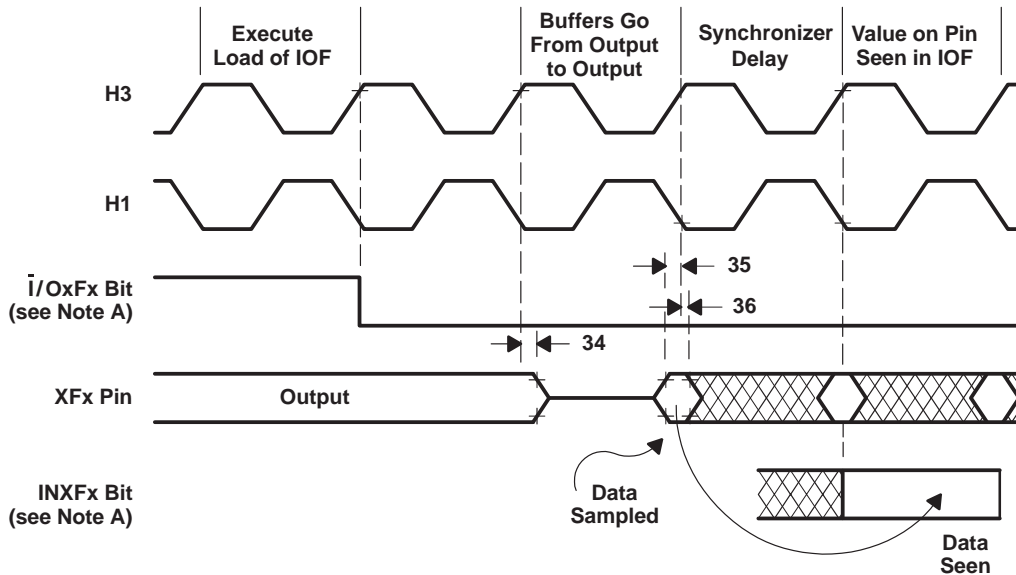 Execute
Load of IOF
Buffers Go
From Output
to Output
Synchronizer
Delay
Value on Pin
Seen in IOF
H3
H1
I̅/OxFx Bit
(see Note A)
35
36
34
XFx Pin
Output
Data
Sampled
INXFx Bit
(see Note A)
Data
Seen